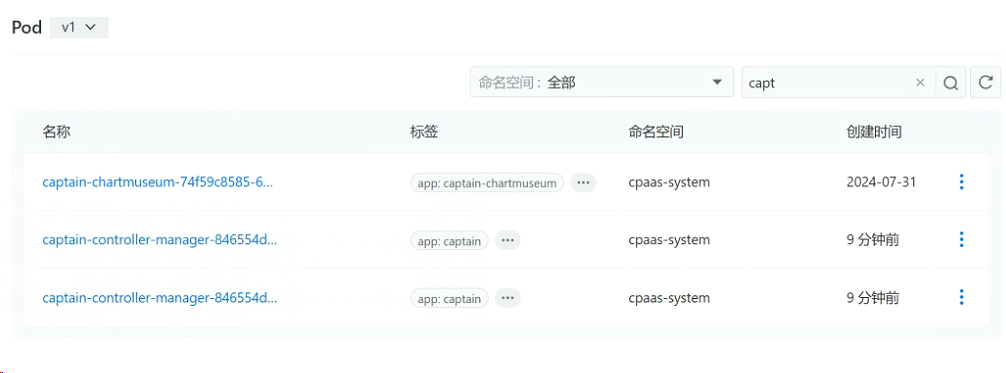 Pod v1
命名空间 : 全部 capt
名称 标签 命名空间 创建时间
captain-chartmuseum-74f59c8585-6... app: captain-chartmuseum ... cpaas-system 2024-07-31
captain-controller-manager-846554d... app: captain ... cpaas-system 9 分钟前
captain-controller-manager-846554d... app: captain ... cpaas-system 9 分钟前